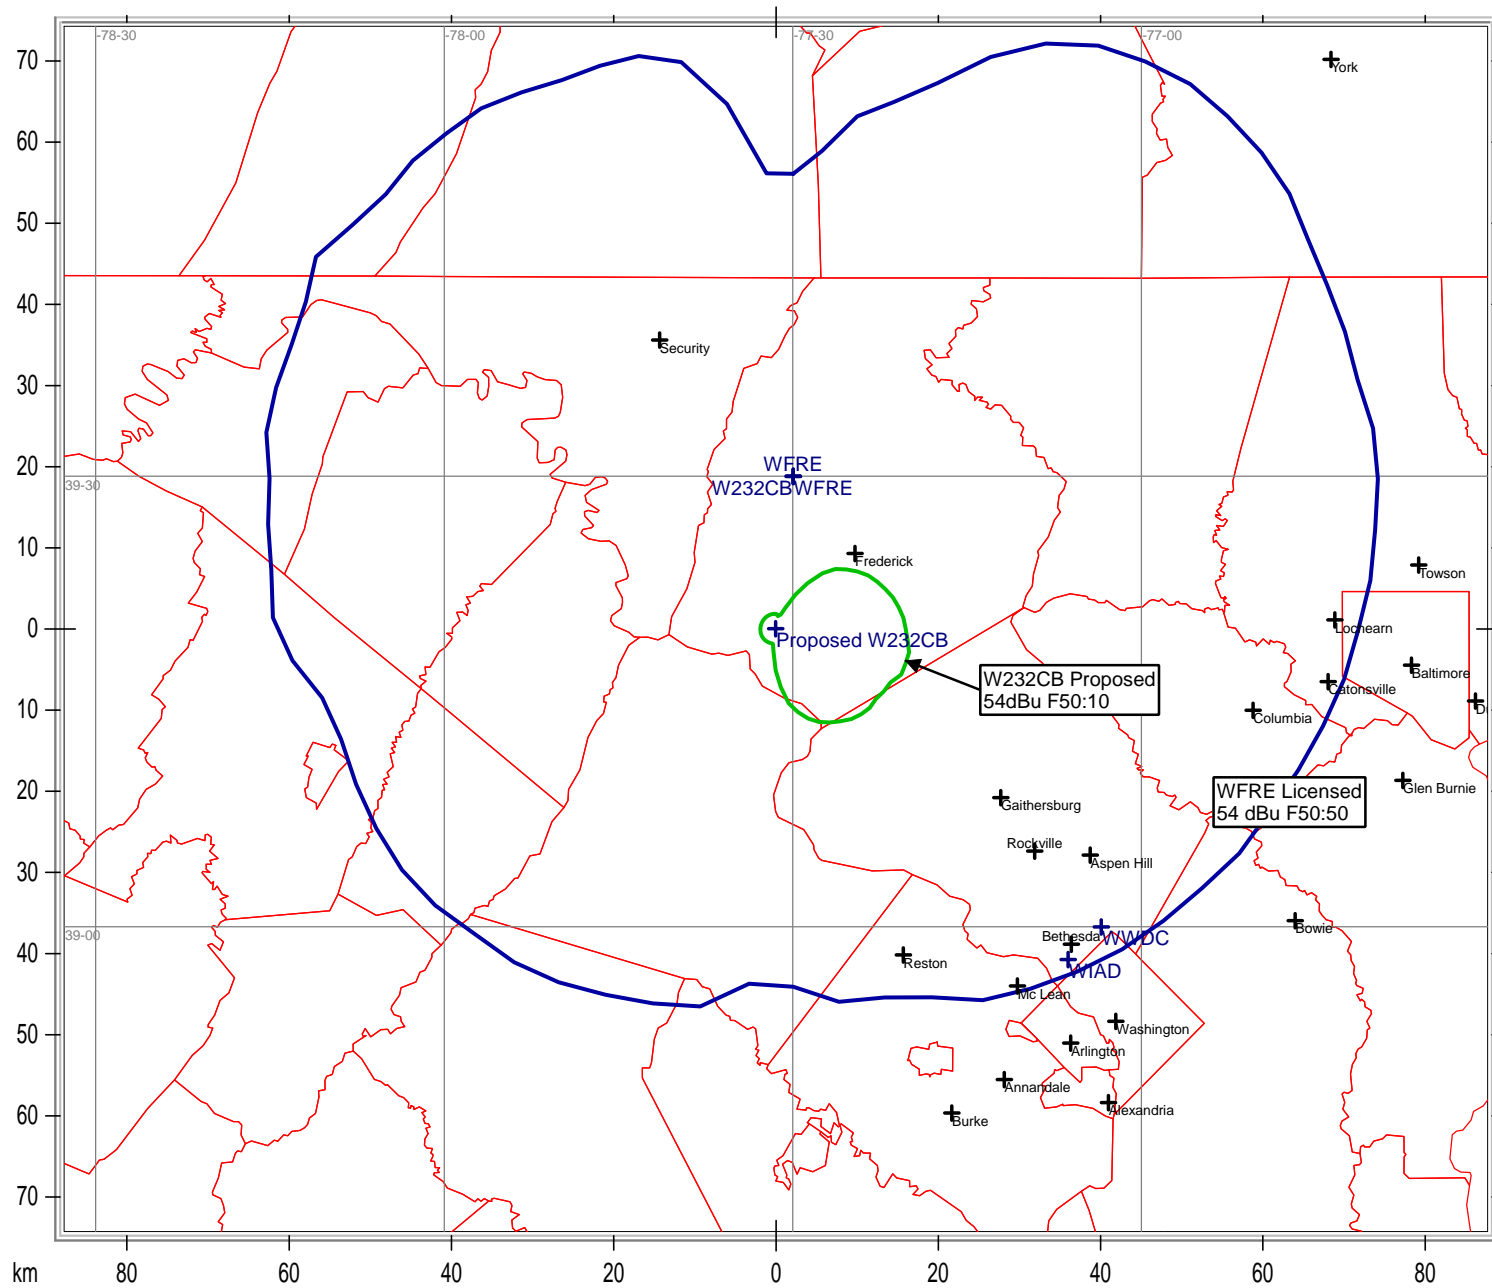 -78-30
-78-00
-77-30
-77-00
70
60
50
40
30
20
10
0
10
20
30
40
50
60
70
York
Security
WFRE
W232CBWFRE
39-30
Frederick
Towson
Proposed W232CB
Lochearn
W232CB Proposed
54dBu F50:10
Baltimore
Catonsville
Columbia
D
Gaithersburg
WFRE Licensed
54 dBu F50:50
Glen Burnie
Rockville
Aspen Hill
39-00
Bowie
Bethesda
WWDC
Reston
WIAD
Mc Lean
Washington
Arlington
Annandale
Alexandria
Burke
km
80
60
40
20
0
20
40
60
80